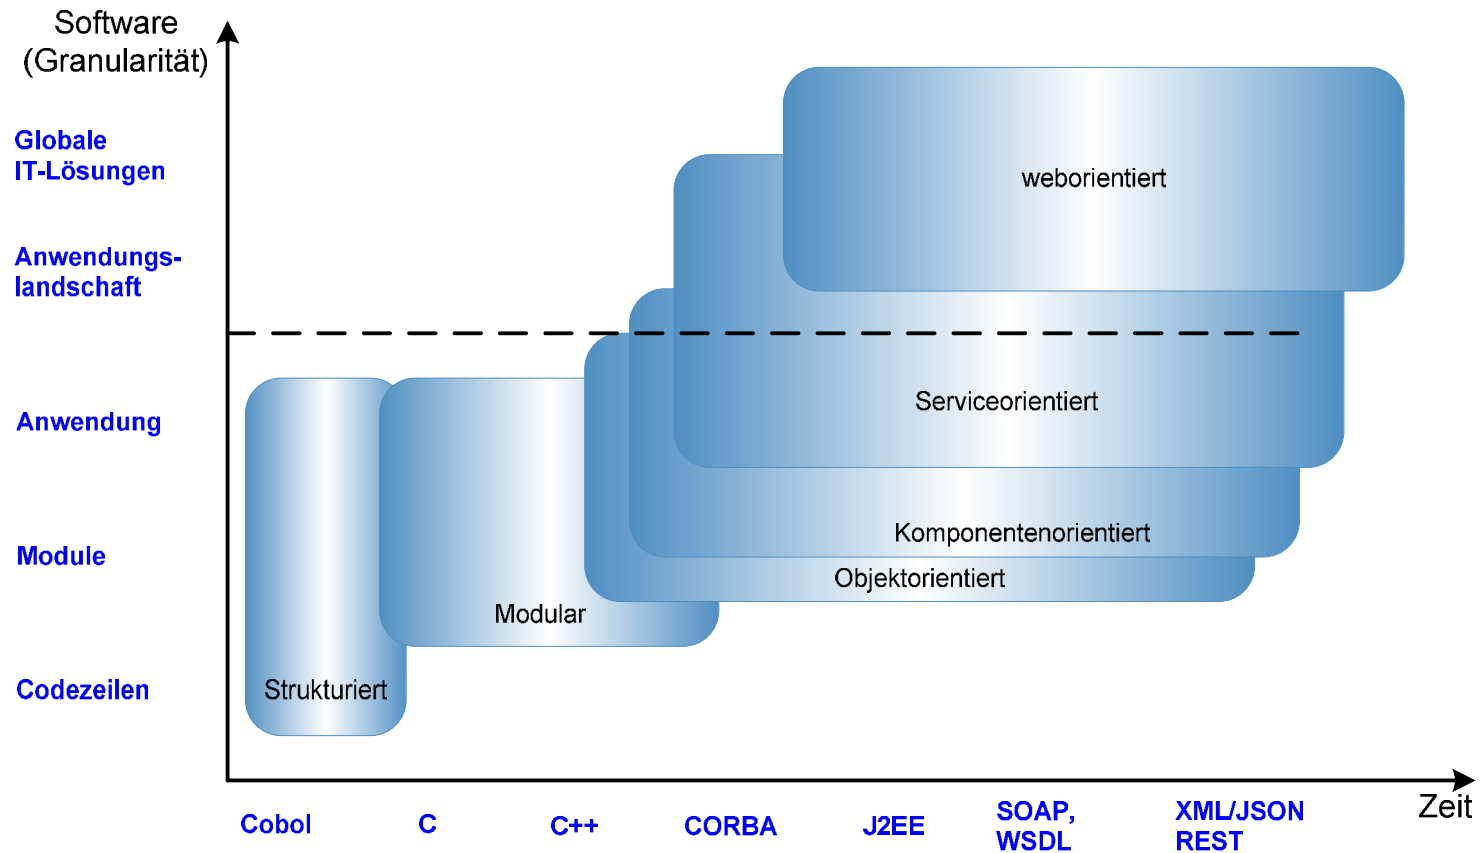 Software
(Granularität)
Globale
IT-Lösungen
weborientiert
Anwendungs-
landschaft
Anwendung
Serviceorientiert
Module
Komponentenorientiert
Objektorientiert
Modular
Codezeilen
Strukturiert
Zeit
Cobol
C
C++
CORBA
J2EE
SOAP,
WSDL
XML/JSON
REST